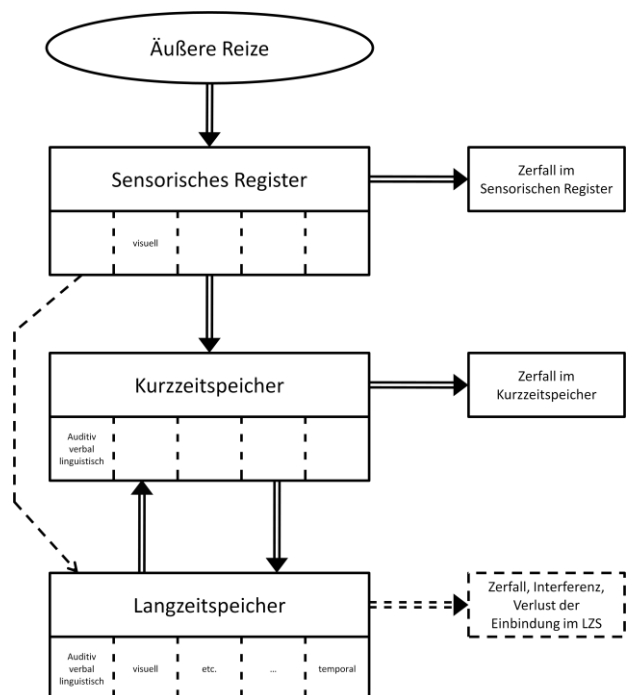 Äußere Reize
Sensorisches Register
Zerfall im
Sensorischen Register
visuell
Kurzzeitspeicher
Zerfall im
Kurzzeitspeicher
Auditiv
verbal
linguistisch
Langzeitspeicher
Zerfall, Interferenz,
Verlust der
Einbindung im LZS
Auditiv
verbal
linguistisch
visuell
etc.
...
temporal